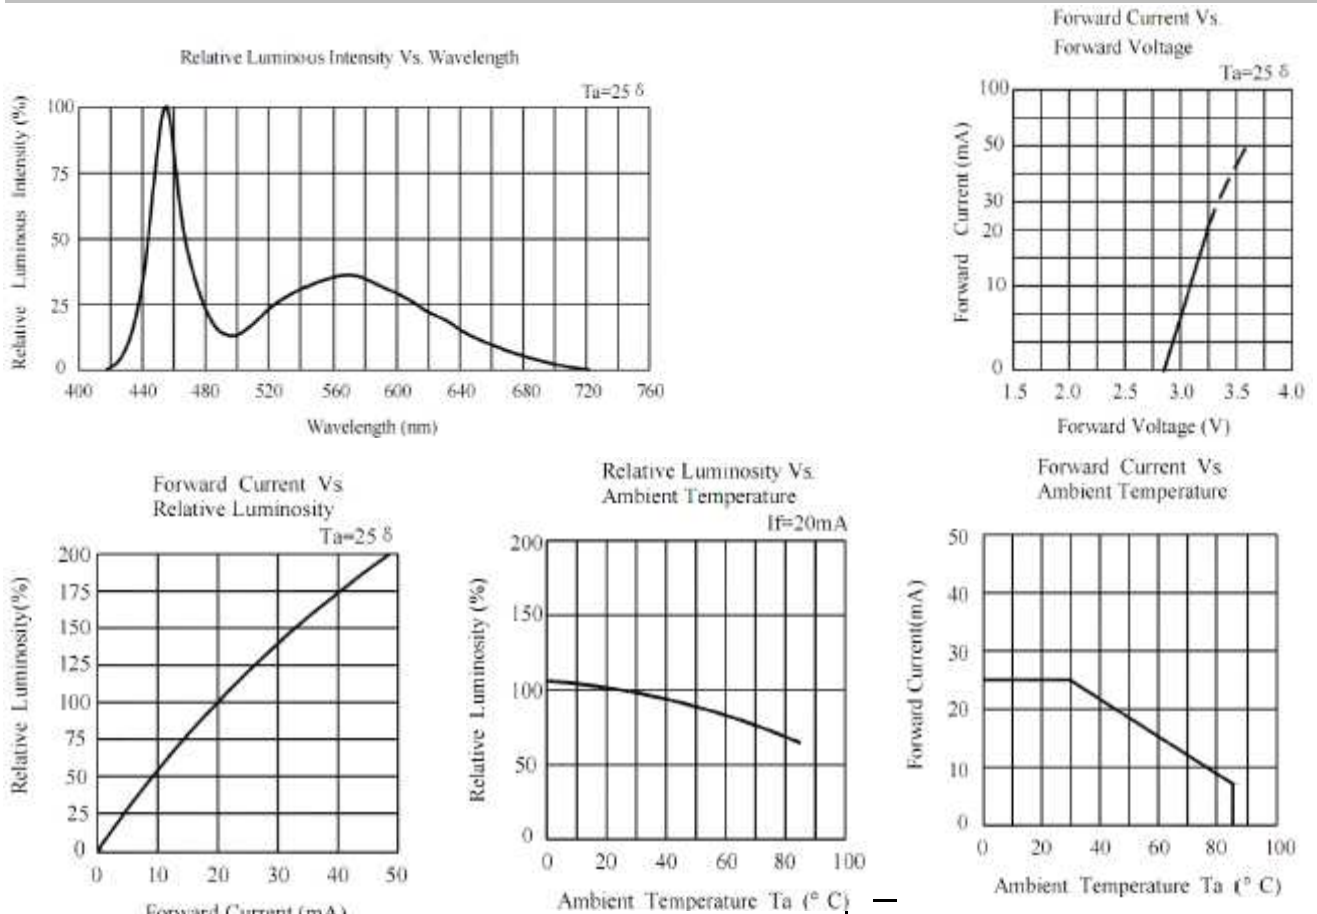 Relative Luminous Intensity Vs. Wavelength
Ta=25 δ
Relative Luminous Intensity (%)
100
75
50
25
0
400 440 480 520 560 600 640 680 720 760
Wavelength (nm)
Forward Current Vs.
Forward Voltage
Ta=25 δ
Forward Current (mA)
100
50
30
20
10
0
1.5 2.0 2.5 3.0 3.5 4.0
Forward Voltage (V)
Forward Current Vs
Relative Luminosity
Ta=25 δ
Relative Luminosity(%)
200
175
150
125
100
75
50
25
0
0 10 20 30 40 50
Forward Current (mA)
Relative Luminosity Vs.
Ambient Temperature
If=20mA
Relative Luminosity (%)
200
150
100
50
0
0 20 40 60 80 100
Ambient Temperature Ta (° C)
Forward Current Vs
Ambient Temperature
Forward Current(mA)
50
40
30
20
10
0
0 20 40 60 80 100
Ambient Temperature Ta (° C)